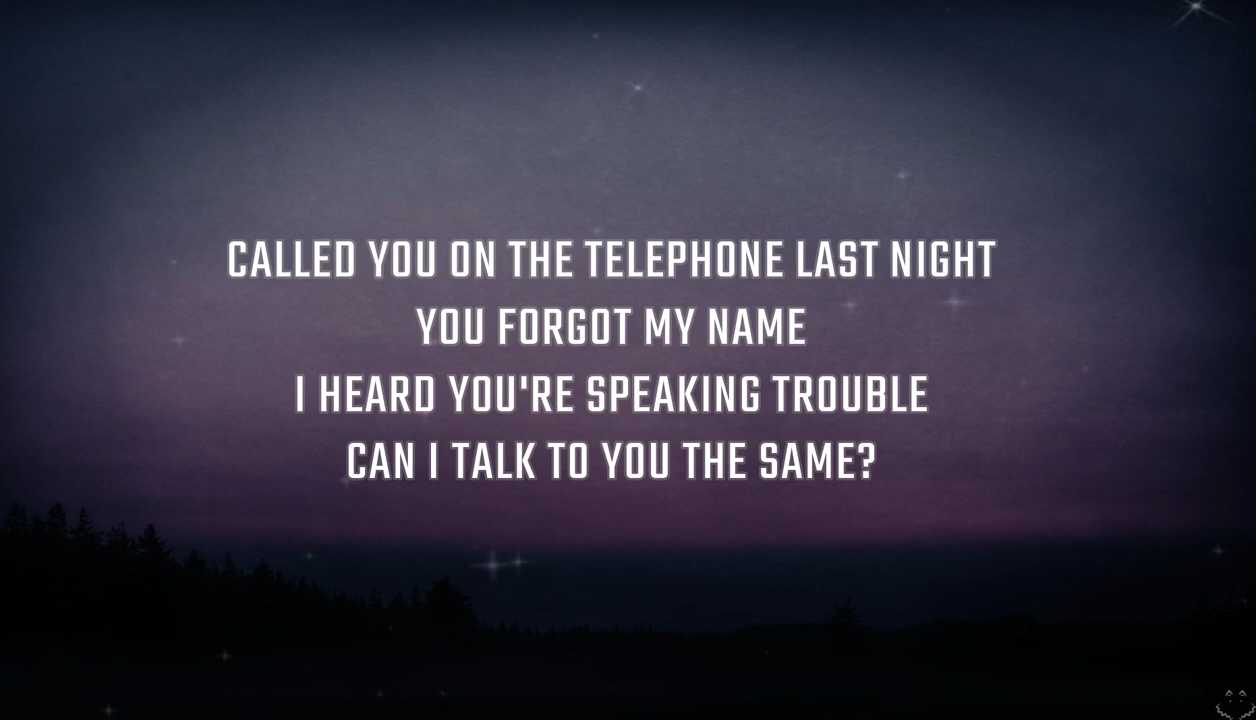 CALLED YOU ON THE TELEPHONE LAST NIGHT
YOU FORGOT MY NAME
I HEARD YOU'RE SPEAKING TROUBLE
CAN I TALK TO YOU THE SAME?